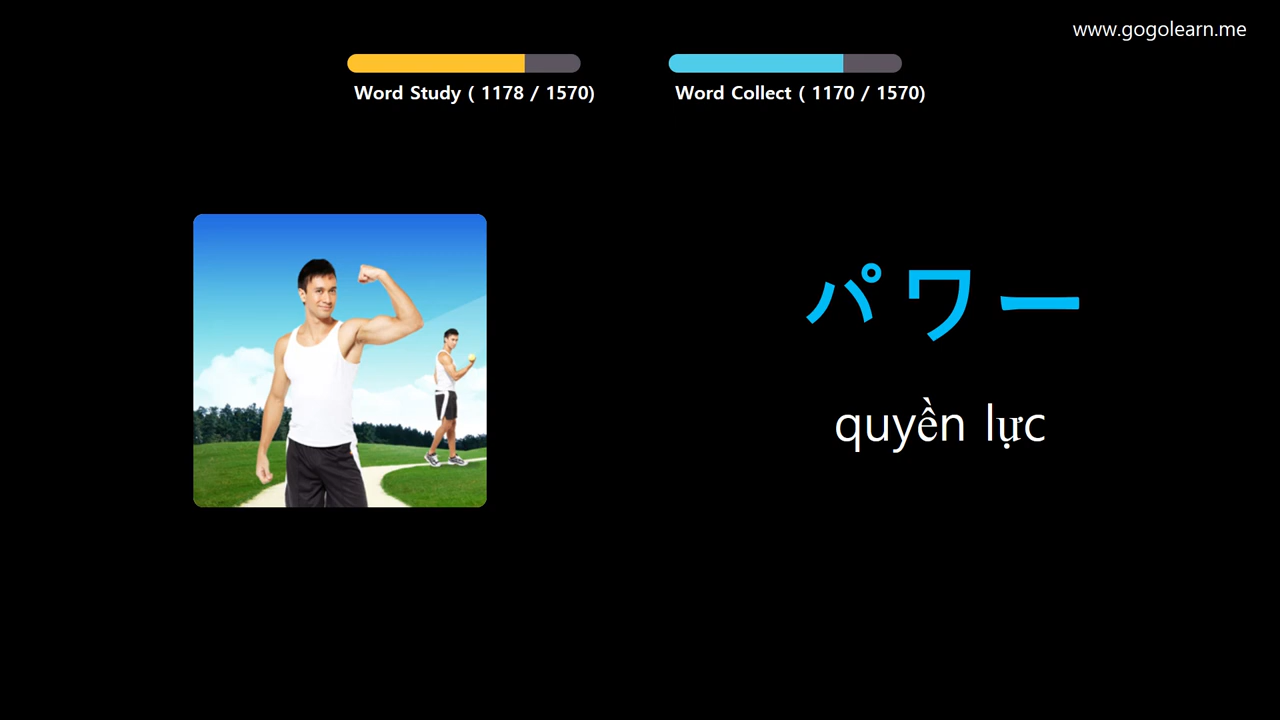 www.gogolearn.me
Word Study ( 1178 / 1570)
Word Collect ( 1170 / 1570)
パワー
quyền lực